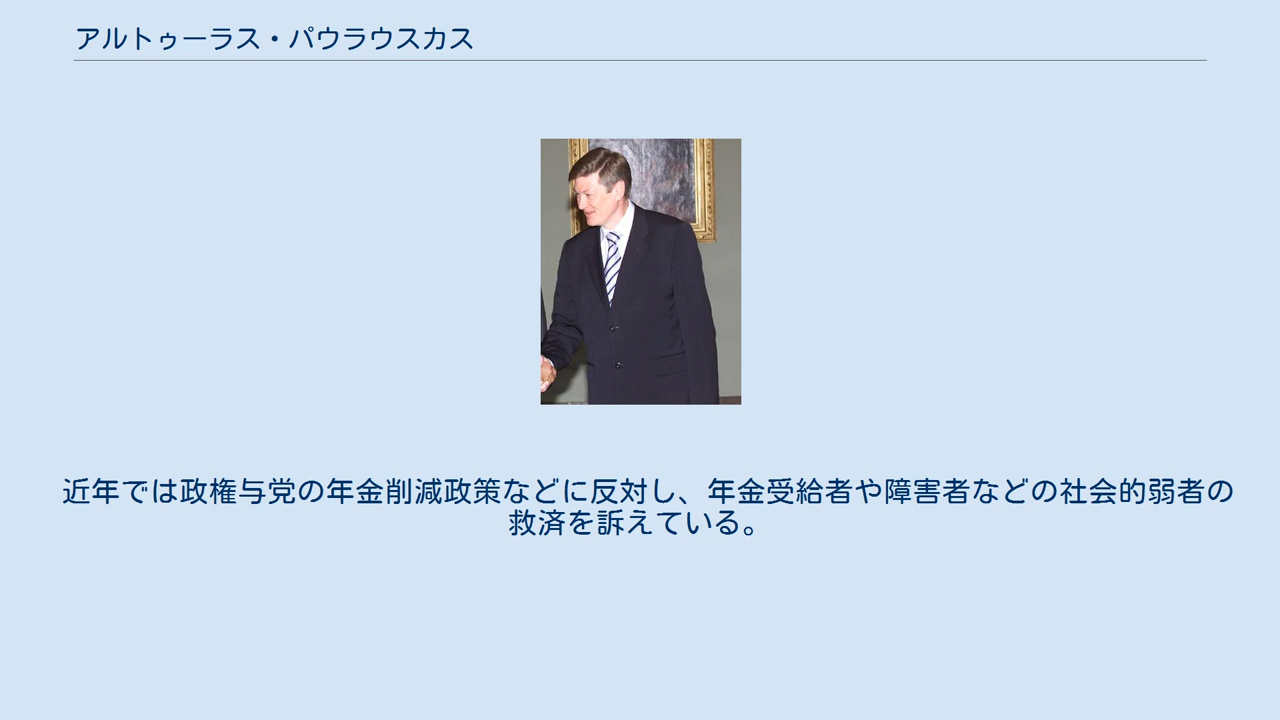 アルトゥーラス・パウラウスカス
近年では政権与党の年金削減政策などに反対し、年金受給者や障害者などの社会的弱者の
救済を訴えている。